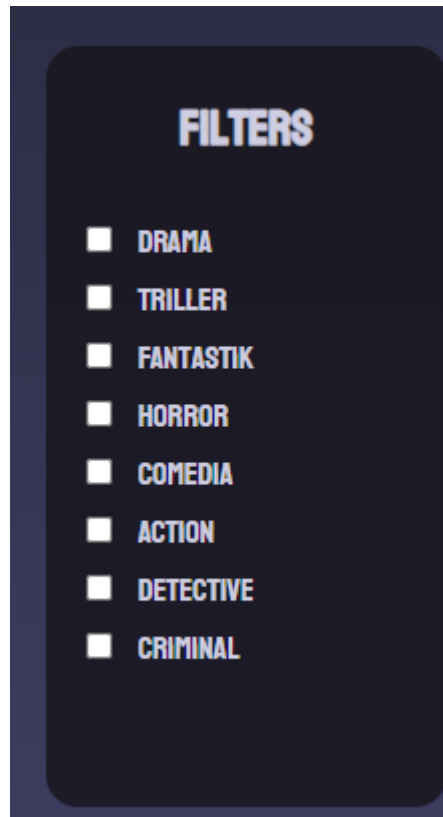 FILTERS
DRAMA
TRILLER
FANTASTIK
HORROR
COMEDIA
ACTION
DETECTIVE
CRIMINAL